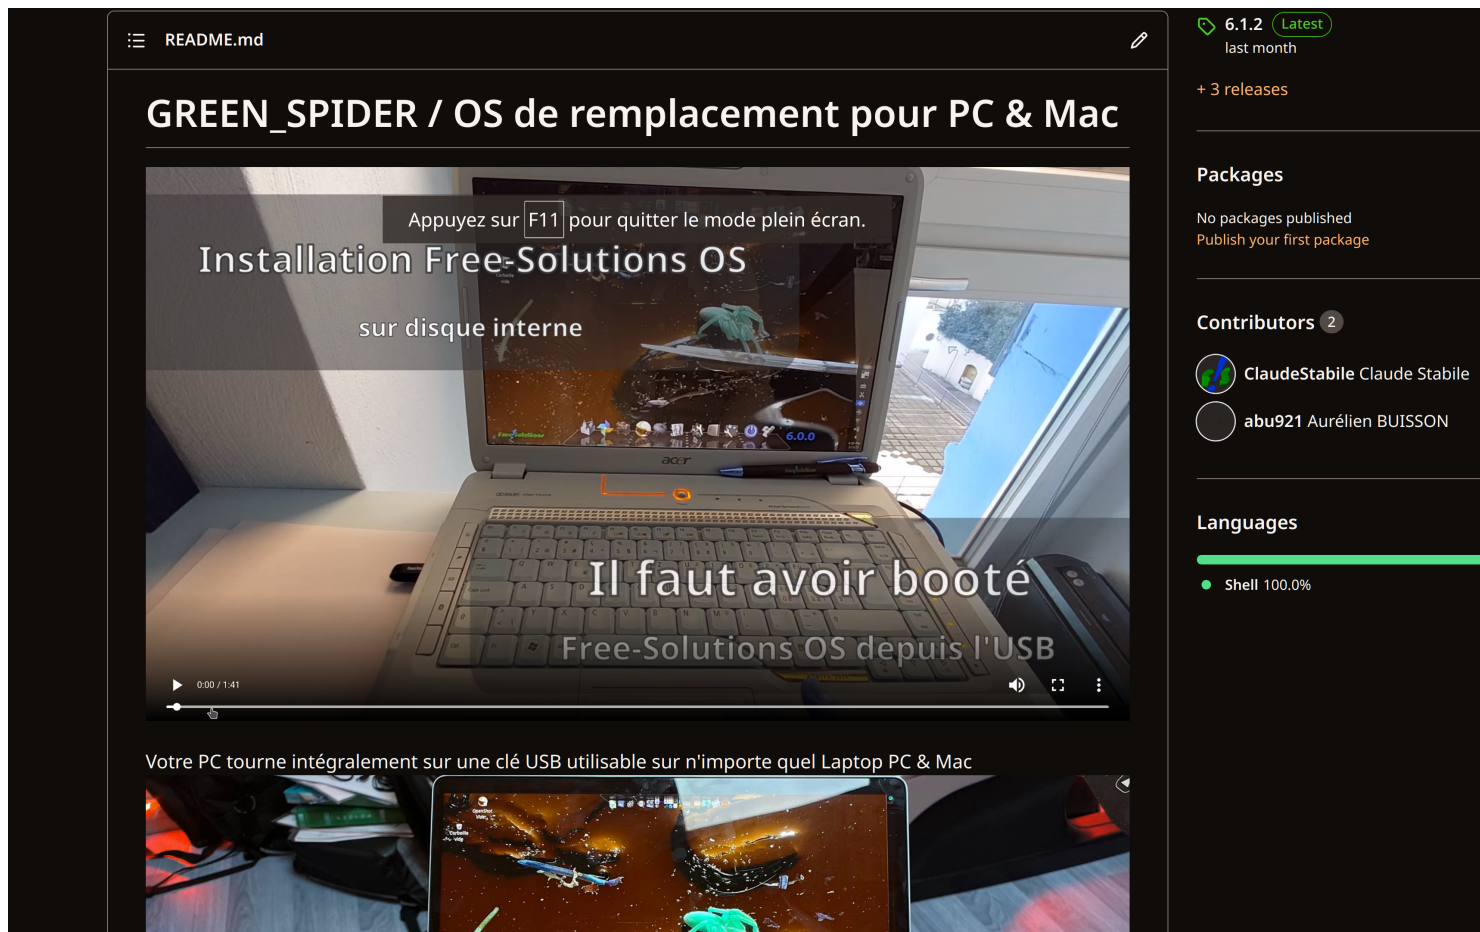 README.md
GREEN_SPIDER / OS de remplacement pour PC & Mac
Appuyez sur F11 pour quitter le mode plein écran.
Installation Free-Solutions OS
sur disque interne
6.0.0
acer
Il faut avoir booté
Free-Solutions OS depuis l'USB
0:00 / 1:41
Votre PC tourne intégralement sur une clé USB utilisable sur n'importe quel Laptop PC & Mac
OpenShot
Corbeille
vide
6.1.2 Latest
last month
+ 3 releases
Packages
No packages published
Publish your first package
Contributors 2
ClaudeStabile Claude Stabile
abu921 Aurélien BUISSON
Languages
Shell 100.0%